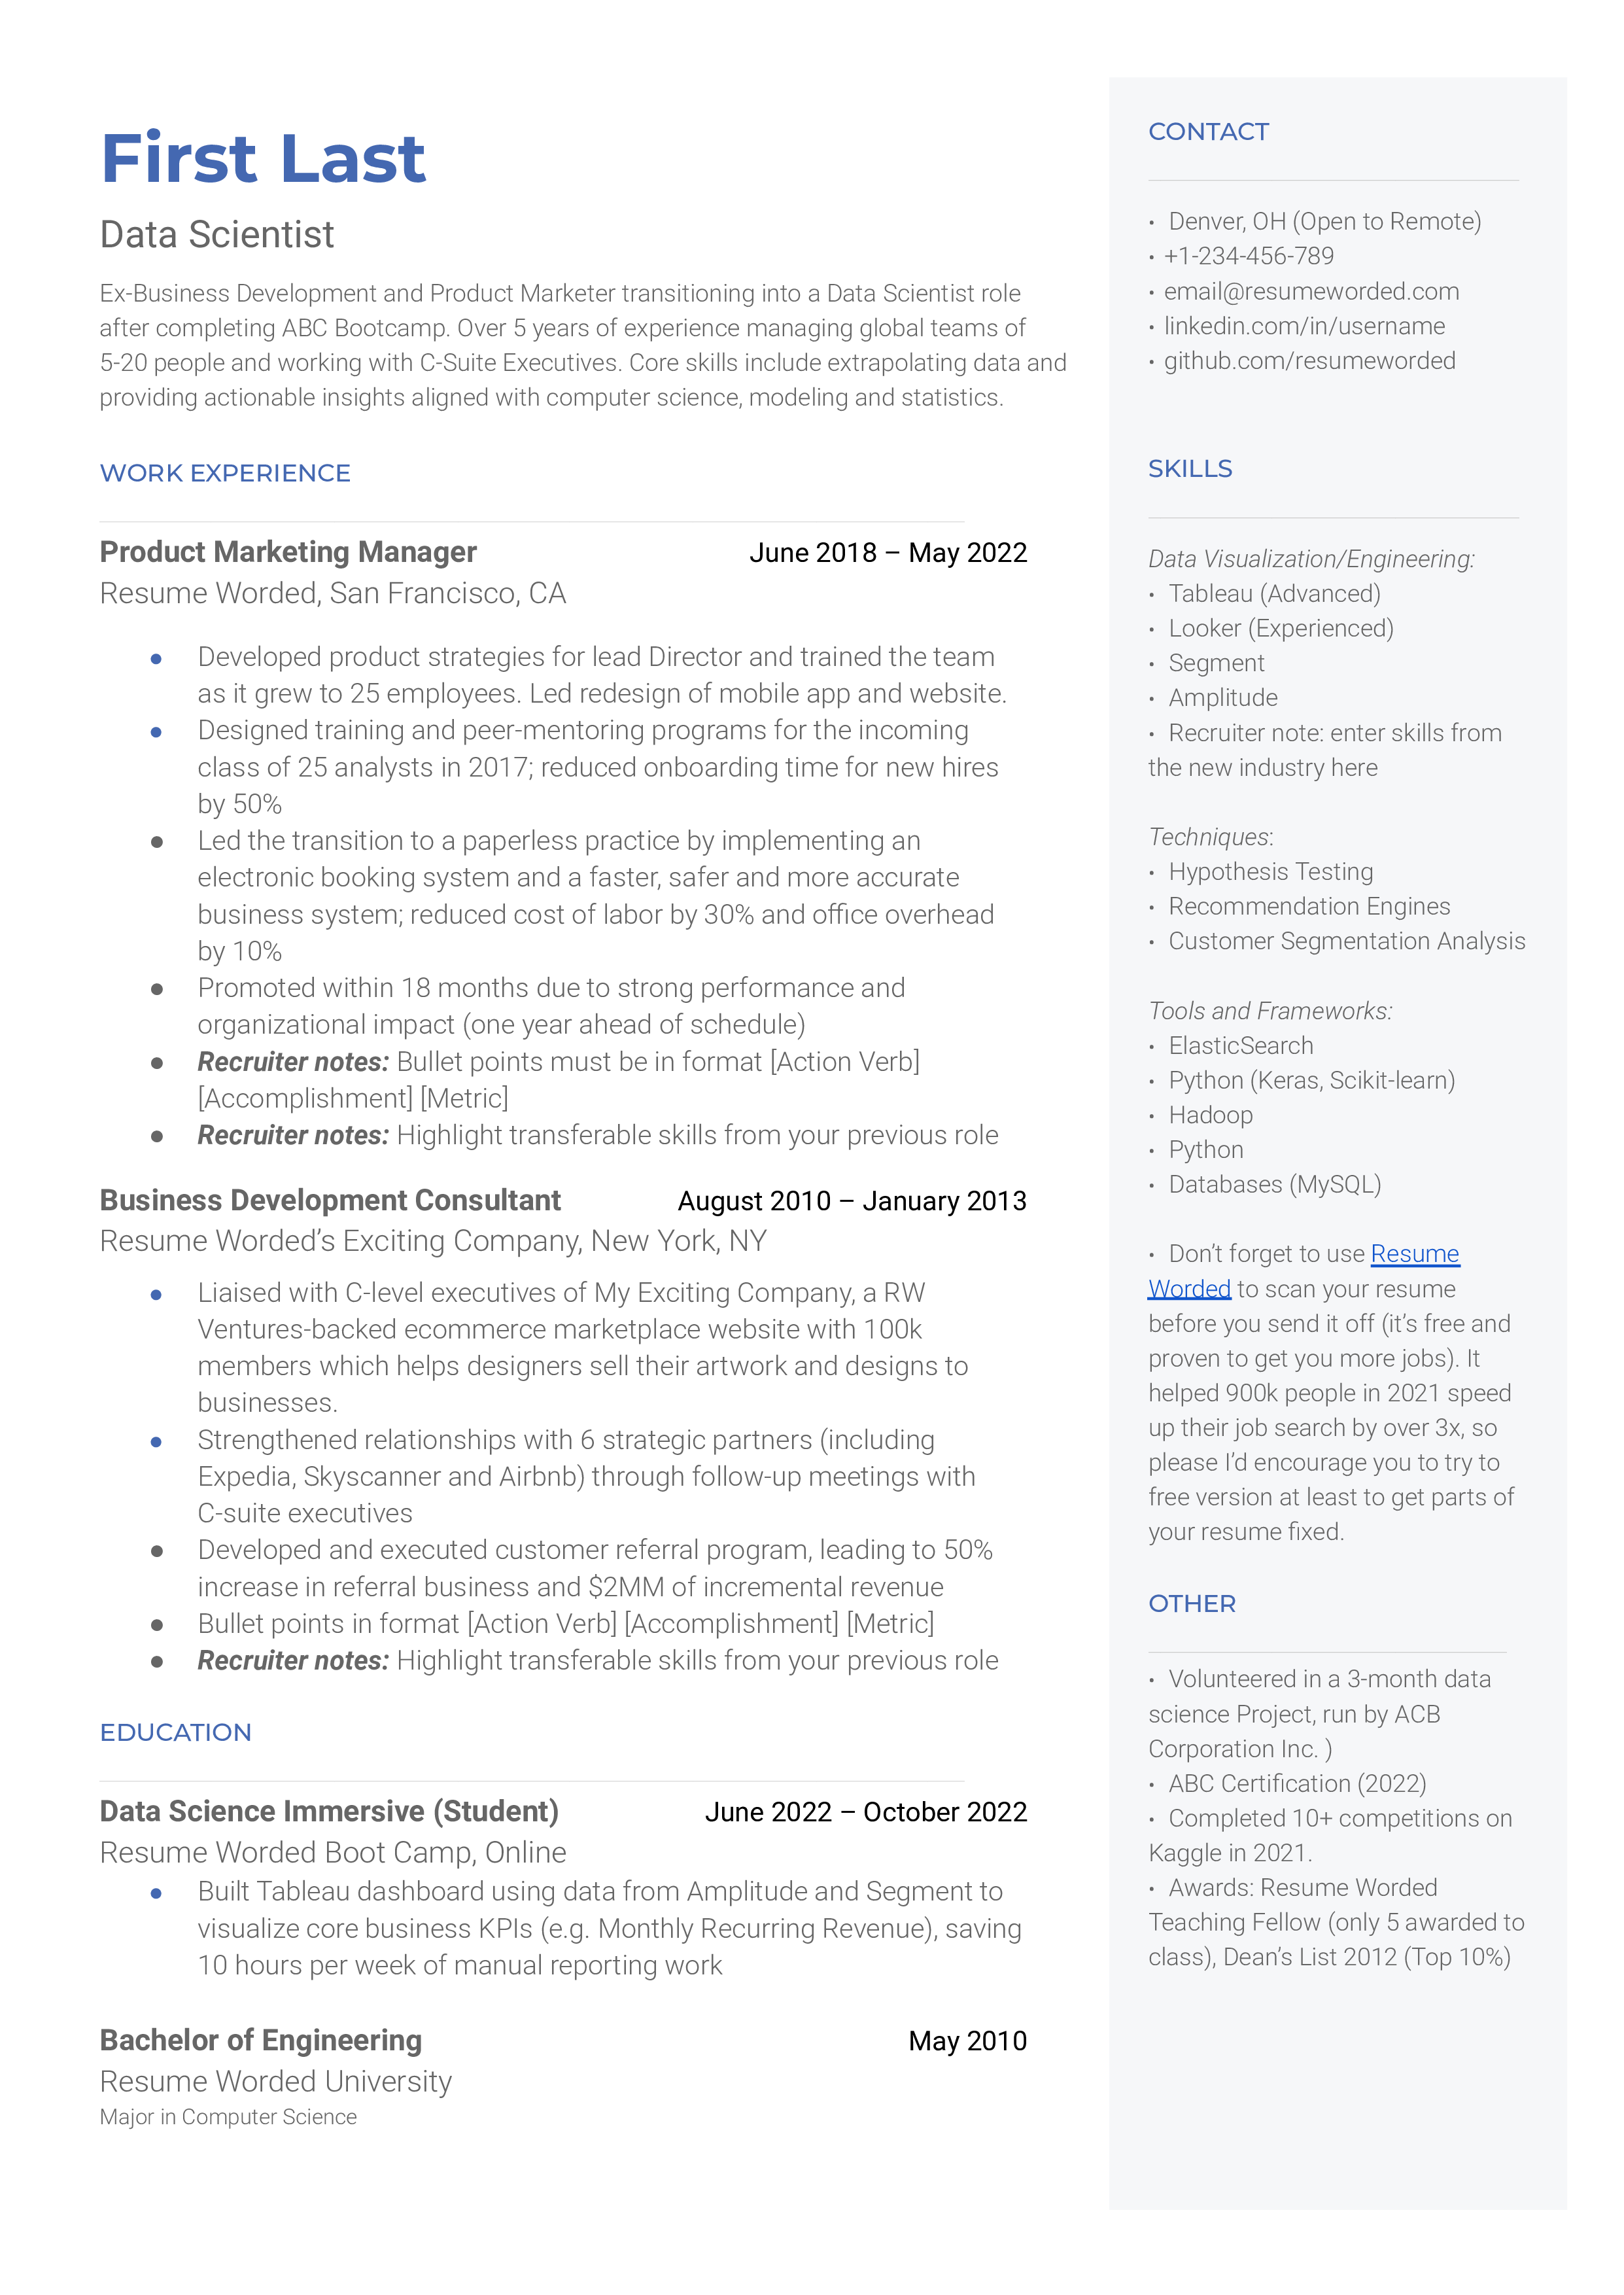 First Last
Data Scientist
Ex-Business Development and Product Marketer transitioning into a Data Scientist role
after completing ABC Bootcamp. Over 5 years of experience managing global teams of
5-20 people and working with C-Suite Executives. Core skills include extrapolating data and
providing actionable insights aligned with computer science, modeling and statistics.
WORK EXPERIENCE
Product Marketing Manager June 2018 – May 2022
Resume Worded, San Francisco, CA
● Developed product strategies for lead Director and trained the team
as it grew to 25 employees. Led redesign of mobile app and website.
● Designed training and peer-mentoring programs for the incoming
class of 25 analysts in 2017; reduced onboarding time for new hires
by 50%
● Led the transition to a paperless practice by implementing an
electronic booking system and a faster, safer and more accurate
business system; reduced cost of labor by 30% and office overhead
by 10%
● Promoted within 18 months due to strong performance and
organizational impact (one year ahead of schedule)
● Recruiter notes: Bullet points must be in format [Action Verb]
[Accomplishment] [Metric]
● Recruiter notes: Highlight transferable skills from your previous role
Business Development Consultant August 2010 – January 2013
Resume Worded’s Exciting Company, New York, NY
● Liaised with C-level executives of My Exciting Company, a RW
Ventures-backed ecommerce marketplace website with 100k
members which helps designers sell their artwork and designs to
businesses.
● Strengthened relationships with 6 strategic partners (including
Expedia, Skyscanner and Airbnb) through follow-up meetings with
C-suite executives
● Developed and executed customer referral program, leading to 50%
increase in referral business and $2MM of incremental revenue
● Bullet points in format [Action Verb] [Accomplishment] [Metric]
● Recruiter notes: Highlight transferable skills from your previous role
EDUCATION
Data Science Immersive (Student) June 2022 – October 2022
Resume Worded Boot Camp, Online
● Built Tableau dashboard using data from Amplitude and Segment to
visualize core business KPIs (e.g. Monthly Recurring Revenue), saving
10 hours per week of manual reporting work
Bachelor of Engineering May 2010
Resume Worded University
Major in Computer Science
CONTACT
• Denver, OH (Open to Remote)
• +1-234-456-789
• email@resumeworded.com
• linkedin.com/in/username
• github.com/resumeworded
SKILLS
Data Visualization/Engineering:
• Tableau (Advanced)
• Looker (Experienced)
• Segment
• Amplitude
• Recruiter note: enter skills from
the new industry here
Techniques:
• Hypothesis Testing
• Recommendation Engines
• Customer Segmentation Analysis
Tools and Frameworks:
• ElasticSearch
• Python (Keras, Scikit-learn)
• Hadoop
• Python
• Databases (MySQL)
• Don’t forget to use Resume
Worded to scan your resume
before you send it off (it’s free and
proven to get you more jobs). It
helped 900k people in 2021 speed
up their job search by over 3x, so
please I’d encourage you to try to
free version at least to get parts of
your resume fixed.
OTHER
• Volunteered in a 3-month data
science Project, run by ACB
Corporation Inc. )
• ABC Certification (2022)
• Completed 10+ competitions on
Kaggle in 2021.
• Awards: Resume Worded
Teaching Fellow (only 5 awarded to
class), Dean’s List 2012 (Top 10%)